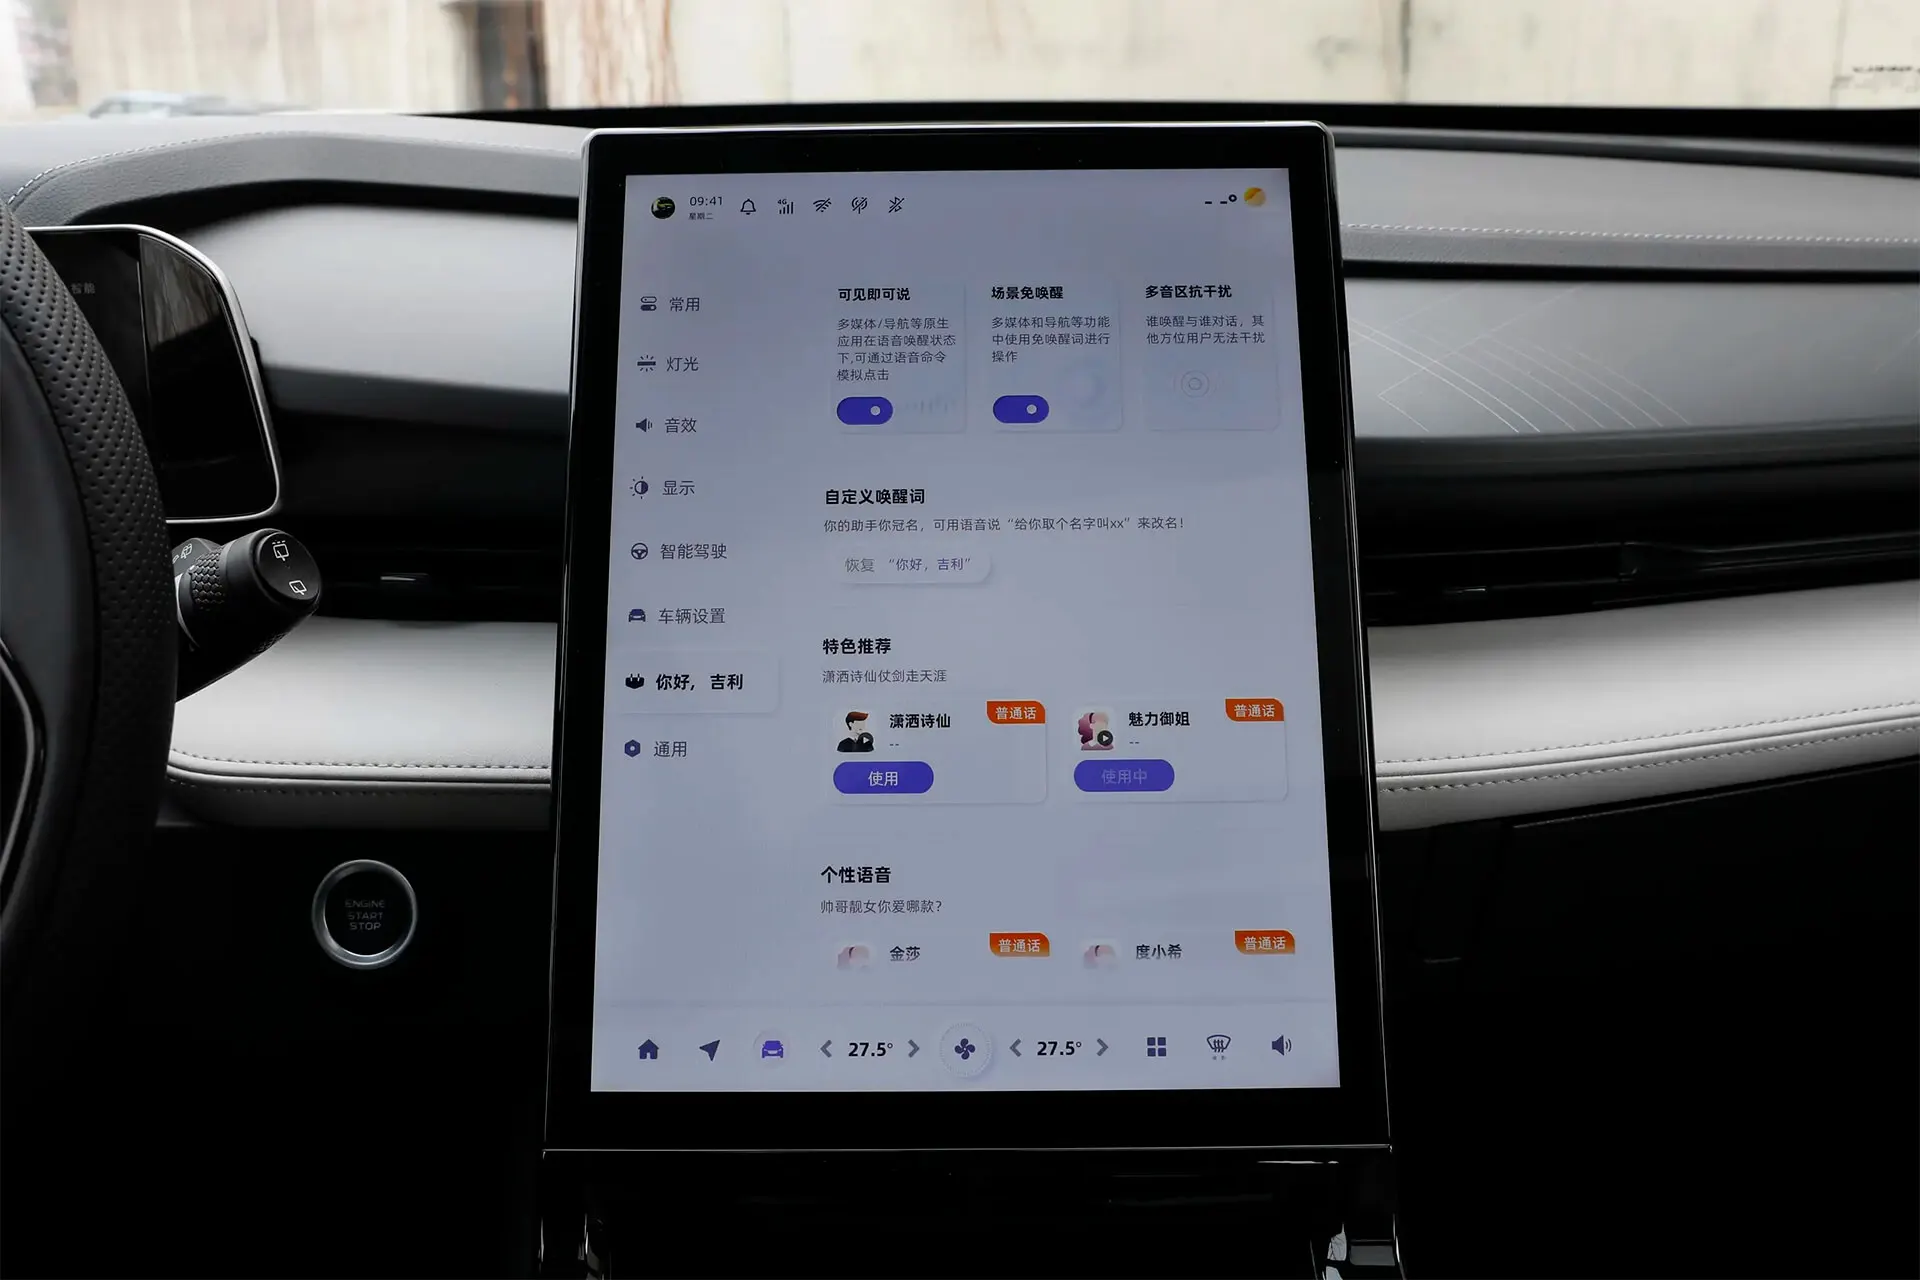 09:41
星期二
4G
智能
常用
灯光
音效
显示
智能驾驶
车辆设置
你好，吉利
通用
可见即可说
多媒体/导航等原生
应用在语音唤醒状态
下,可通过语音命令
模拟点击
场景免唤醒
多媒体和导航等功能
中使用免唤醒词进行
操作
多音区抗干扰
谁唤醒与谁对话，其
他方位用户无法干扰
自定义唤醒词
你的助手你冠名，可用语音说“给你取个名字叫xx”来改名！
恢复 “你好，吉利”
特色推荐
潇洒诗仙仗剑走天涯
潇洒诗仙
普通话
--
使用
魅力御姐
普通话
--
使用中
个性语音
帅哥靓女你爱哪款？
金莎
普通话
度小希
普通话
27.5°
27.5°
ENGINE
START
STOP